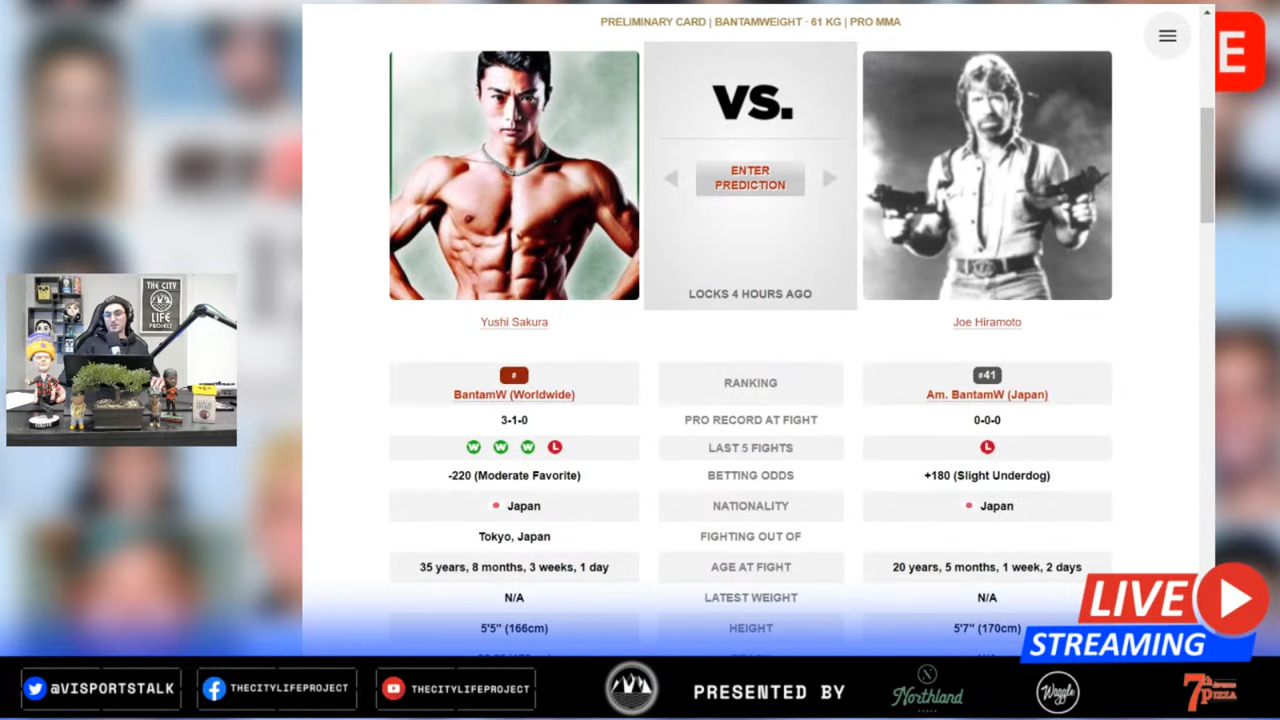 PRELIMINARY CARD | BANTAMWEIGHT · 61 KG | PRO MMA
E
VS.
ENTER
PREDICTION
LOCKS 4 HOURS AGO
Yushi Sakura
Joe Hiramoto
THE CITY
LIFE
PROJECT
#
RANKING
#41
BantamW (Worldwide)
Am. BantamW (Japan)
3-1-0
PRO RECORD AT FIGHT
0-0-0
W W W L
LAST 5 FIGHTS
L
-220 (Moderate Favorite)
BETTING ODDS
+180 (Slight Underdog)
Japan
NATIONALITY
Japan
Tokyo, Japan
FIGHTING OUT OF
35 years, 8 months, 3 weeks, 1 day
AGE AT FIGHT
20 years, 5 months, 1 week, 2 days
N/A
LATEST WEIGHT
N/A
5'5" (166cm)
HEIGHT
5'7" (170cm)
LIVE
STREAMING
@VISPORTSTALK
THECITYLIFEPROJECT
THECITYLIFEPROJECT
PRESENTED BY
Northland
Waggle
7th Avenue
PIZZA